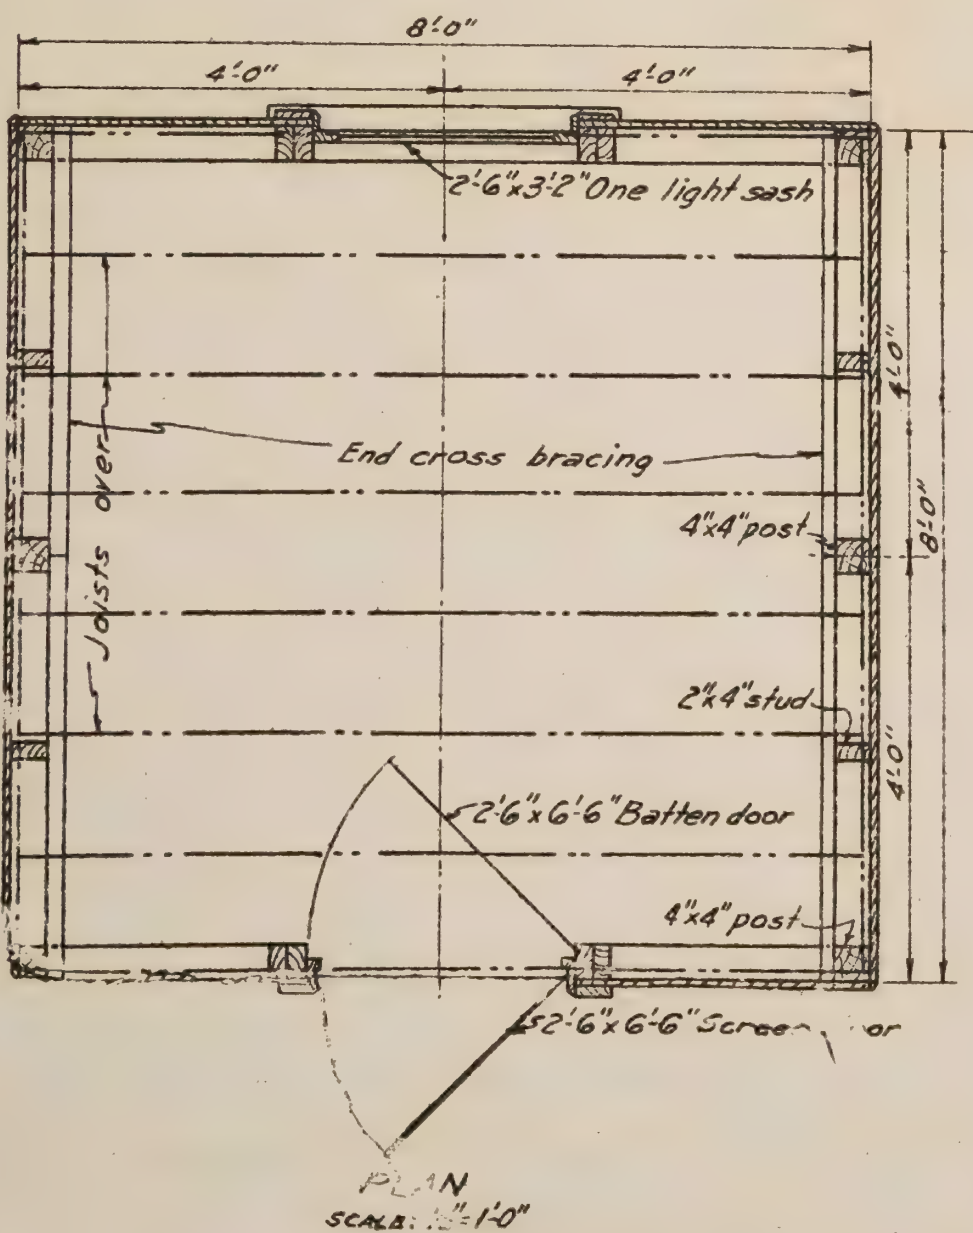 8'-0"
4'-0" 4'-0"
2'-6"x3'-2" One light sash
4'-0"
8'-0"
End cross bracing
Joists over
4"x4" post
2"x4" stud
4'-0"
2'-6"x6'-6" Batten door
4"x4" post
2'-6"x6'-6"
PLAN
SCALE: 1'-0"